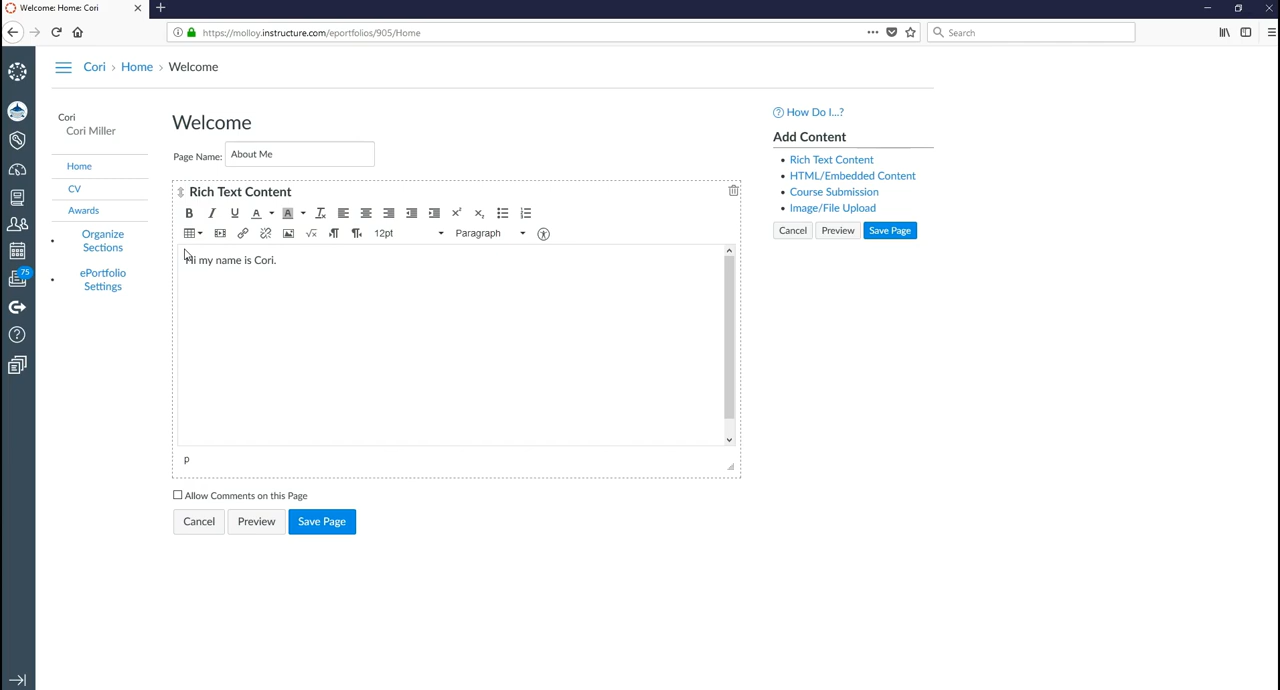 Welcome: Home: Cori
https://molloy.instructure.com/eportfolios/905/Home
Search
Cori > Home > Welcome
Cori
Cori Miller
Home
CV
Awards
Organize
Sections
ePortfolio
Settings
75
Welcome
Page Name: About Me
Rich Text Content
B I U A A
12pt Paragraph
Hi my name is Cori.
p
Allow Comments on this Page
Cancel Preview Save Page
How Do I...?
Add Content
Rich Text Content
HTML/Embedded Content
Course Submission
Image/File Upload
Cancel Preview Save Page